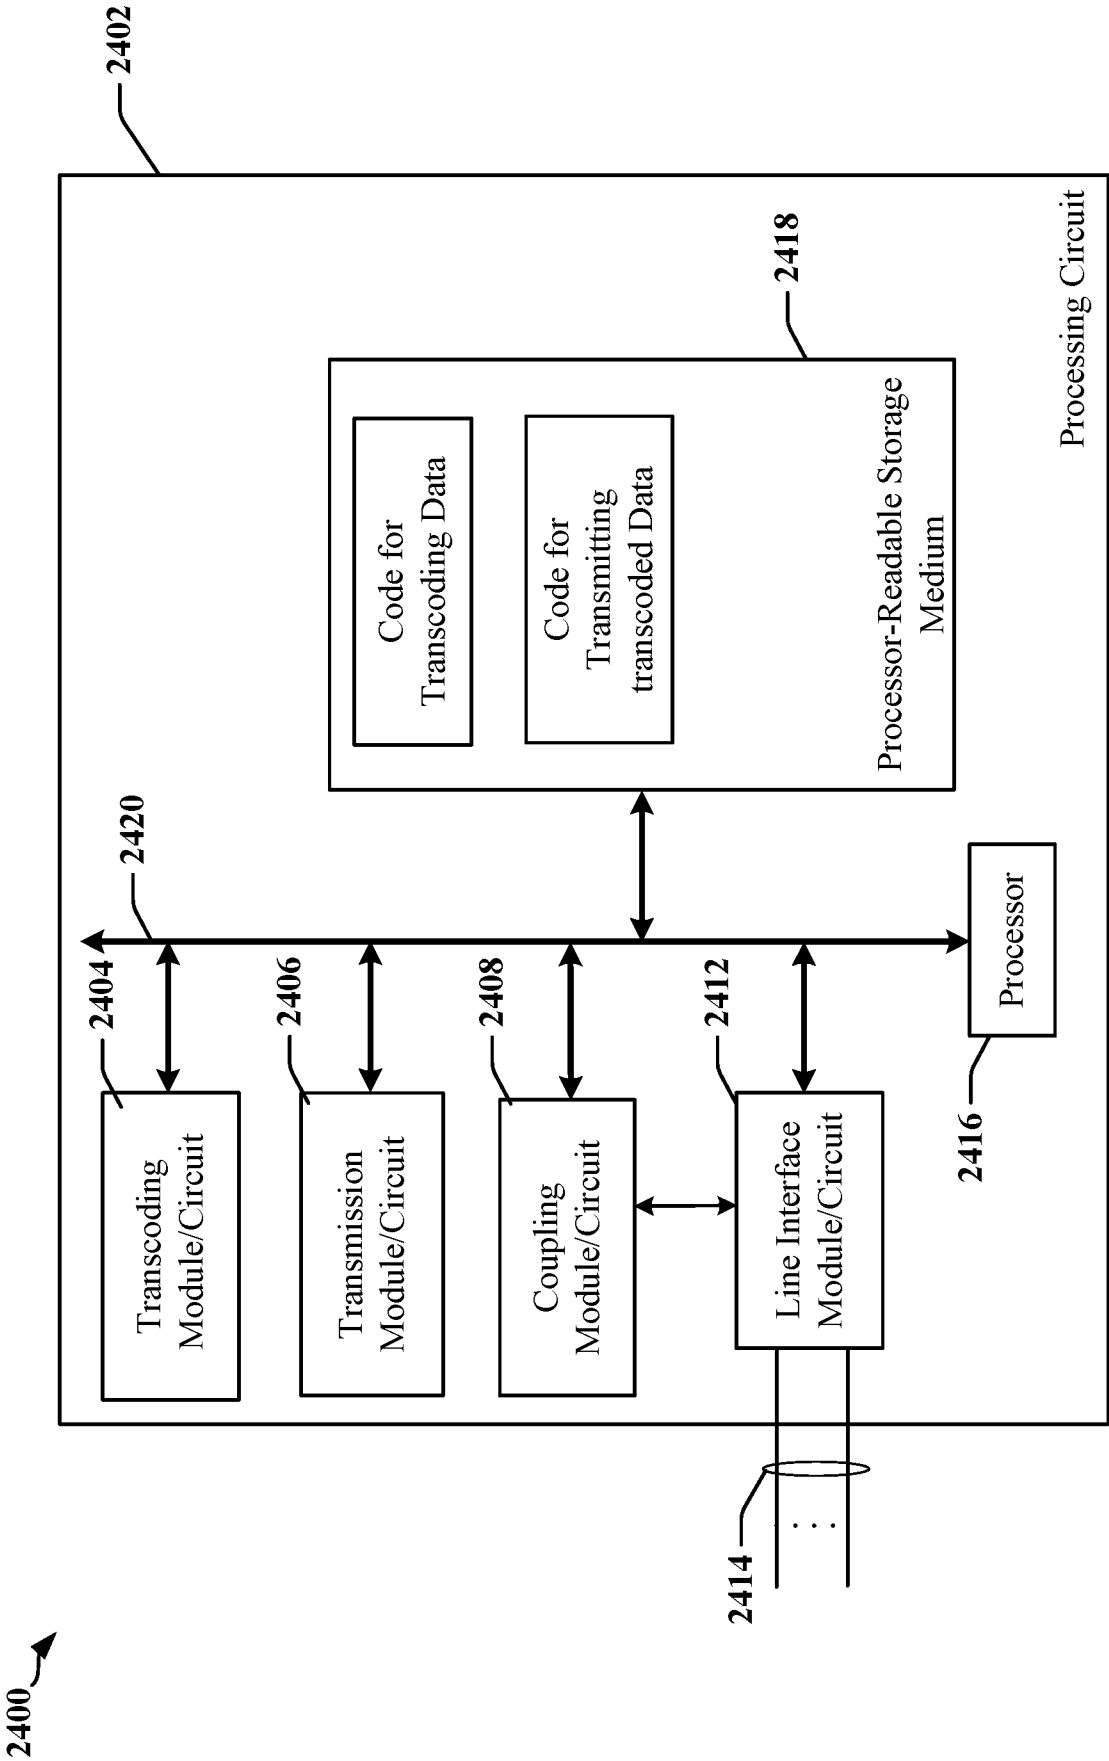 2400
2402
2404
Transcoding
Module/Circuit
2406
Transmission
Module/Circuit
2408
Coupling
Module/Circuit
2412
Line Interface
Module/Circuit
2414
. . .
2420
2416
Processor
2418
Code for
Transcoding Data
Code for
Transmitting
transcoded Data
Processor-Readable Storage
Medium
Processing Circuit